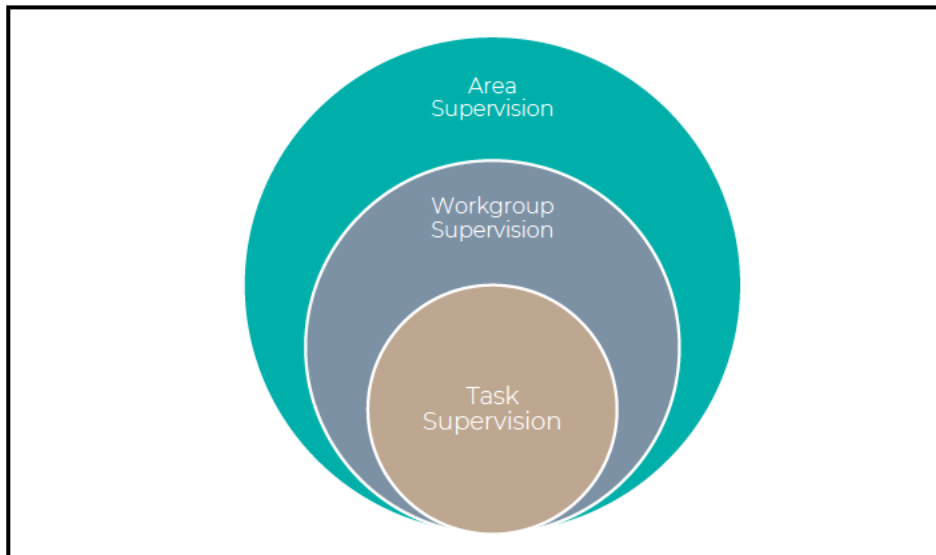 Area
Supervision
Workgroup
Supervision
Task
Supervision